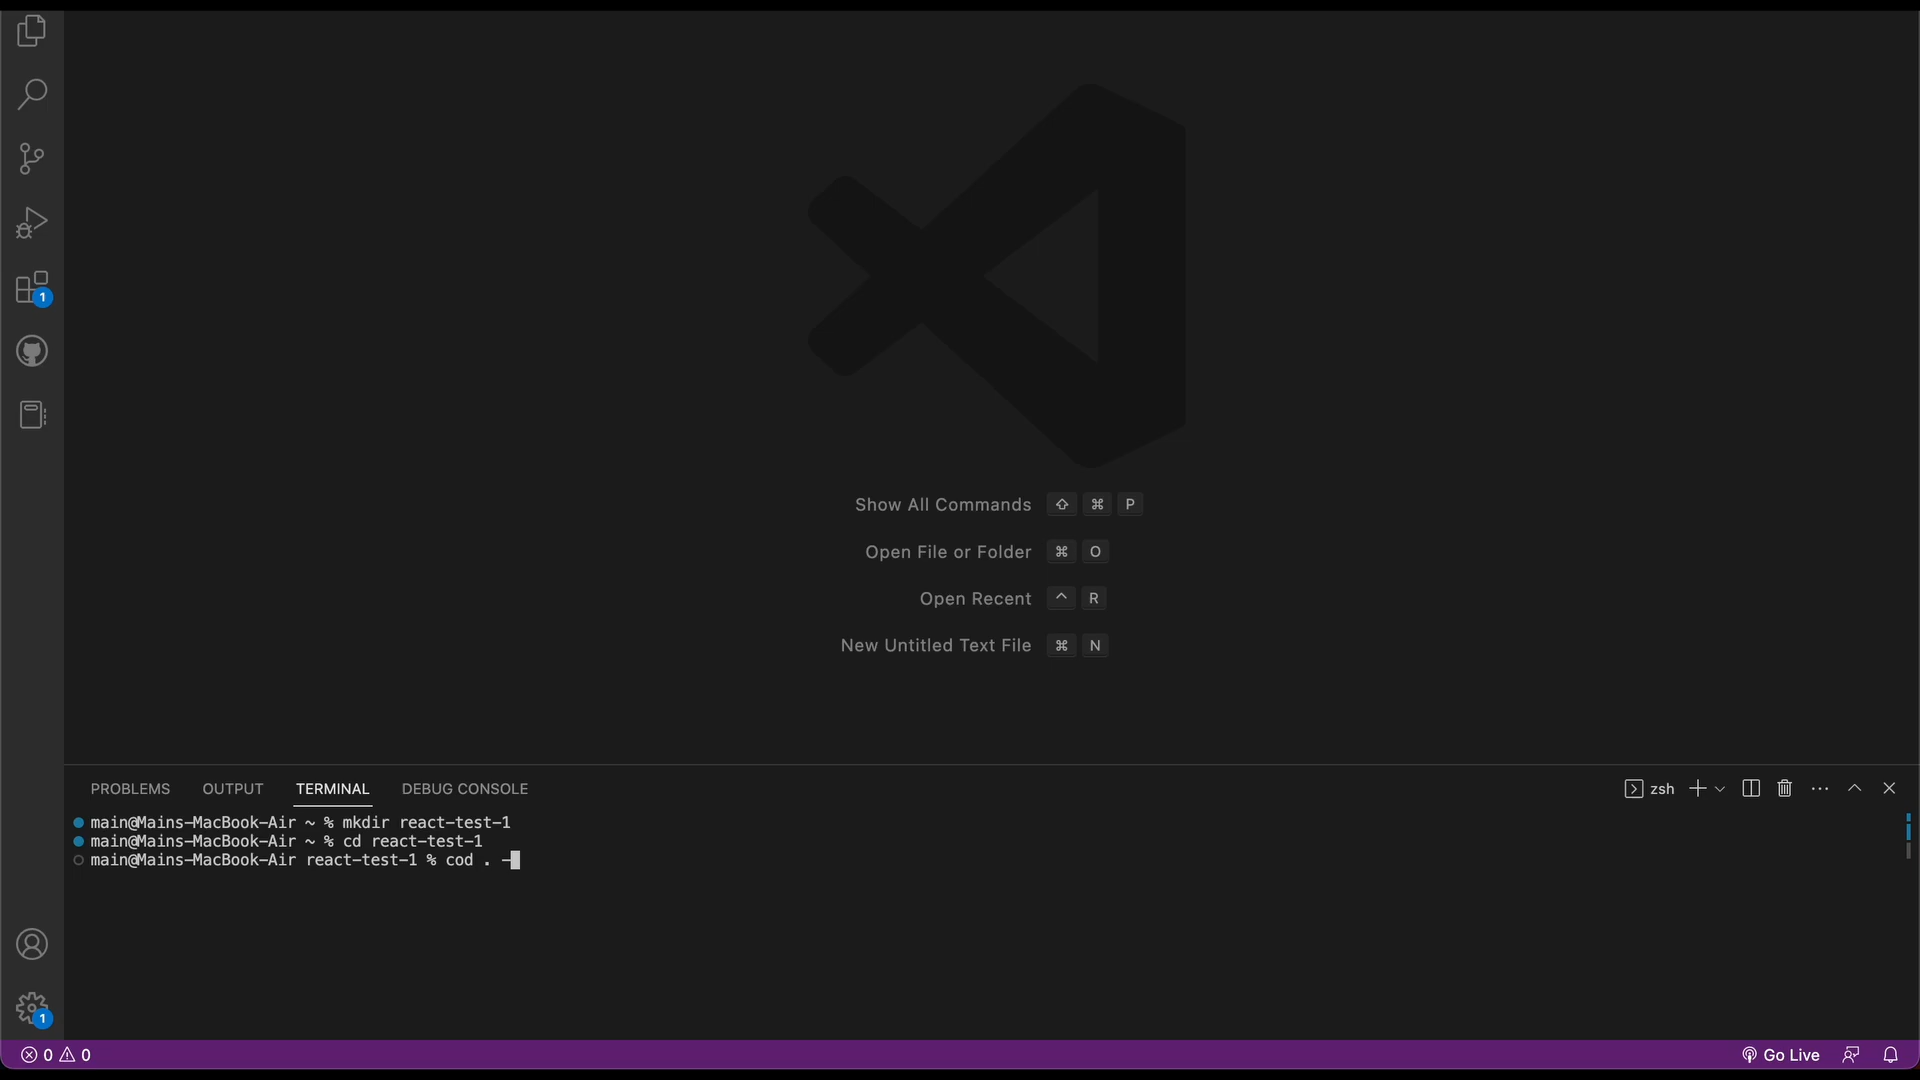 1
Show All Commands ⇧ ⌘ P
Open File or Folder ⌘ O
Open Recent ^ R
New Untitled Text File ⌘ N
PROBLEMS OUTPUT TERMINAL DEBUG CONSOLE zsh
main@Mains-MacBook-Air ~ % mkdir react-test-1
main@Mains-MacBook-Air ~ % cd react-test-1
main@Mains-MacBook-Air react-test-1 % cod . -
1
0 0 Go Live